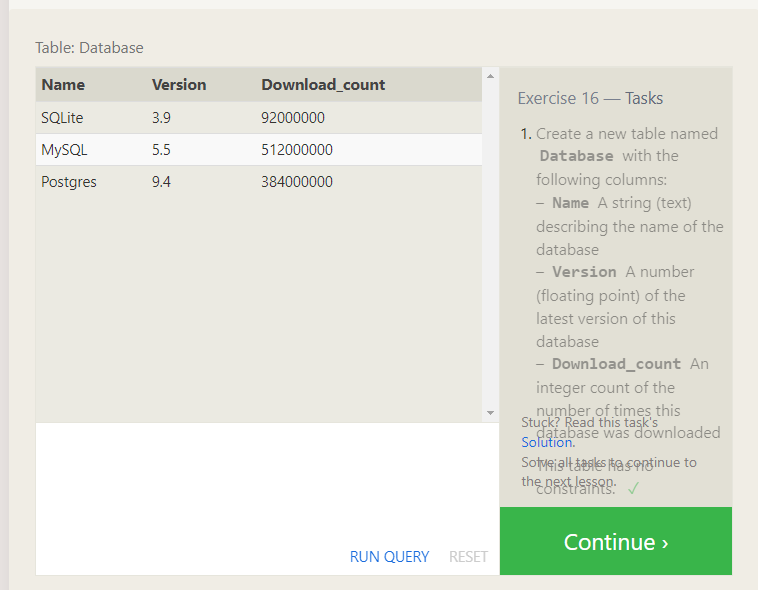 Table: Database
Name Version Download_count
SQLite 3.9 92000000
MySQL 5.5 512000000
Postgres 9.4 384000000
RUN QUERY RESET
Exercise 16 — Tasks
1. Create a new table named
Database with the
following columns:
– Name A string (text)
describing the name of the
database
– Version A number
(floating point) of the
latest version of this
database
– Download_count An
integer count of the
number of times this
database was downloaded
This table has no
constraints. ✓
Stuck? Read this task's
Solution.
Solve all tasks to continue to
the next lesson.
Continue ›